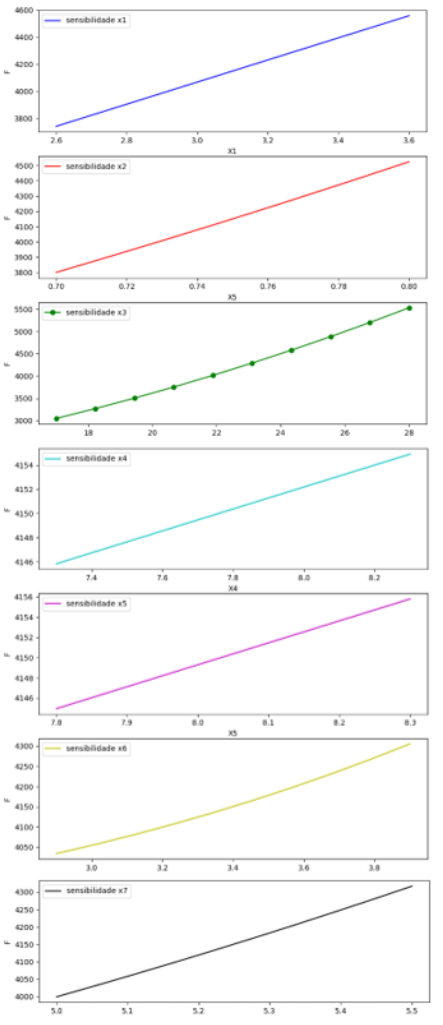 4600
sensibilidade x1
4400
4200
F
4000
3800
2.6 2.8 3.0 3.2 3.4 3.6
X1
sensibilidade x2
4500
4400
4300
F
4200
4100
4000
3900
3800
0.70 0.72 0.74 0.76 0.78 0.80
X5
5500
sensibilidade x3
5000
4500
F
4000
3500
3000
18 20 22 24 26 28
sensibilidade x4
4154
4152
F
4150
4148
4146
7.4 7.6 7.8 8.0 8.2
X4
4156
sensibilidade x5
4154
4152
F
4150
4148
4146
7.8 7.9 8.0 8.1 8.2 8.3
X5
4300
sensibilidade x6
4250
4200
F
4150
4100
4050
3.0 3.2 3.4 3.6 3.8
4300
sensibilidade x7
4250
4200
F
4150
4100
4050
4000
5.0 5.1 5.2 5.3 5.4 5.5